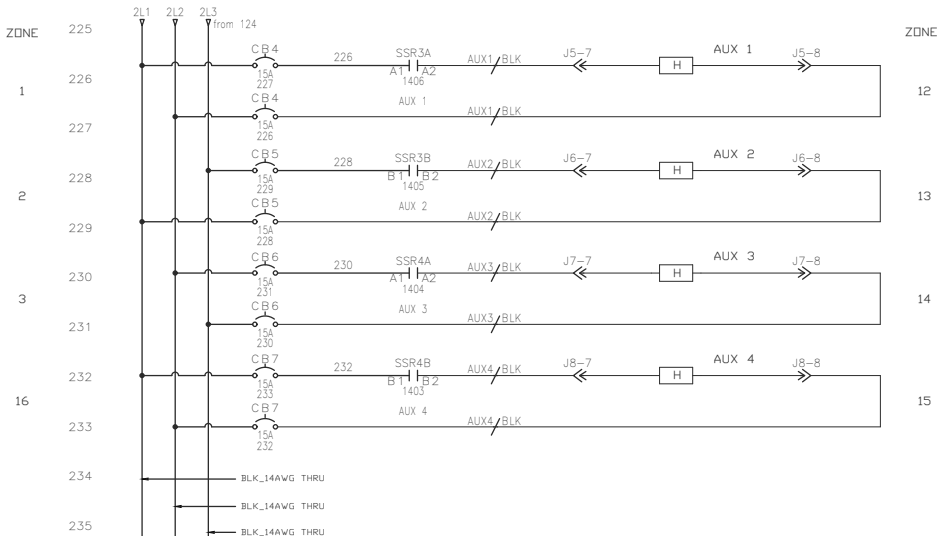 2L1 2L2 2L3
from 124
ZONE 225 ZONE
CB4 226 SSR3A AUX1 BLK J5-7 AUX 1 J5-8
H
226 15A A1 A2
227 1406
1 12
CB4 AUX 1 AUX1 BLK
227 15A
226
CB5 228 SSR3B AUX2 BLK J6-7 AUX 2 J6-8
H
228 15A B1 B2
229 1405
2 13
CB5 AUX 2 AUX2 BLK
229 15A
228
CB6 230 SSR4A AUX3 BLK J7-7 AUX 3 J7-8
H
230 15A A1 A2
231 1404
3 14
CB6 AUX 3 AUX3 BLK
231 15A
230
CB7 232 SSR4B AUX4 BLK J8-7 AUX 4 J8-8
H
232 15A B1 B2
233 1403
16 15
CB7 AUX 4 AUX4 BLK
233 15A
232
234 BLK_14AWG THRU
BLK_14AWG THRU
235 BLK_14AWG THRU